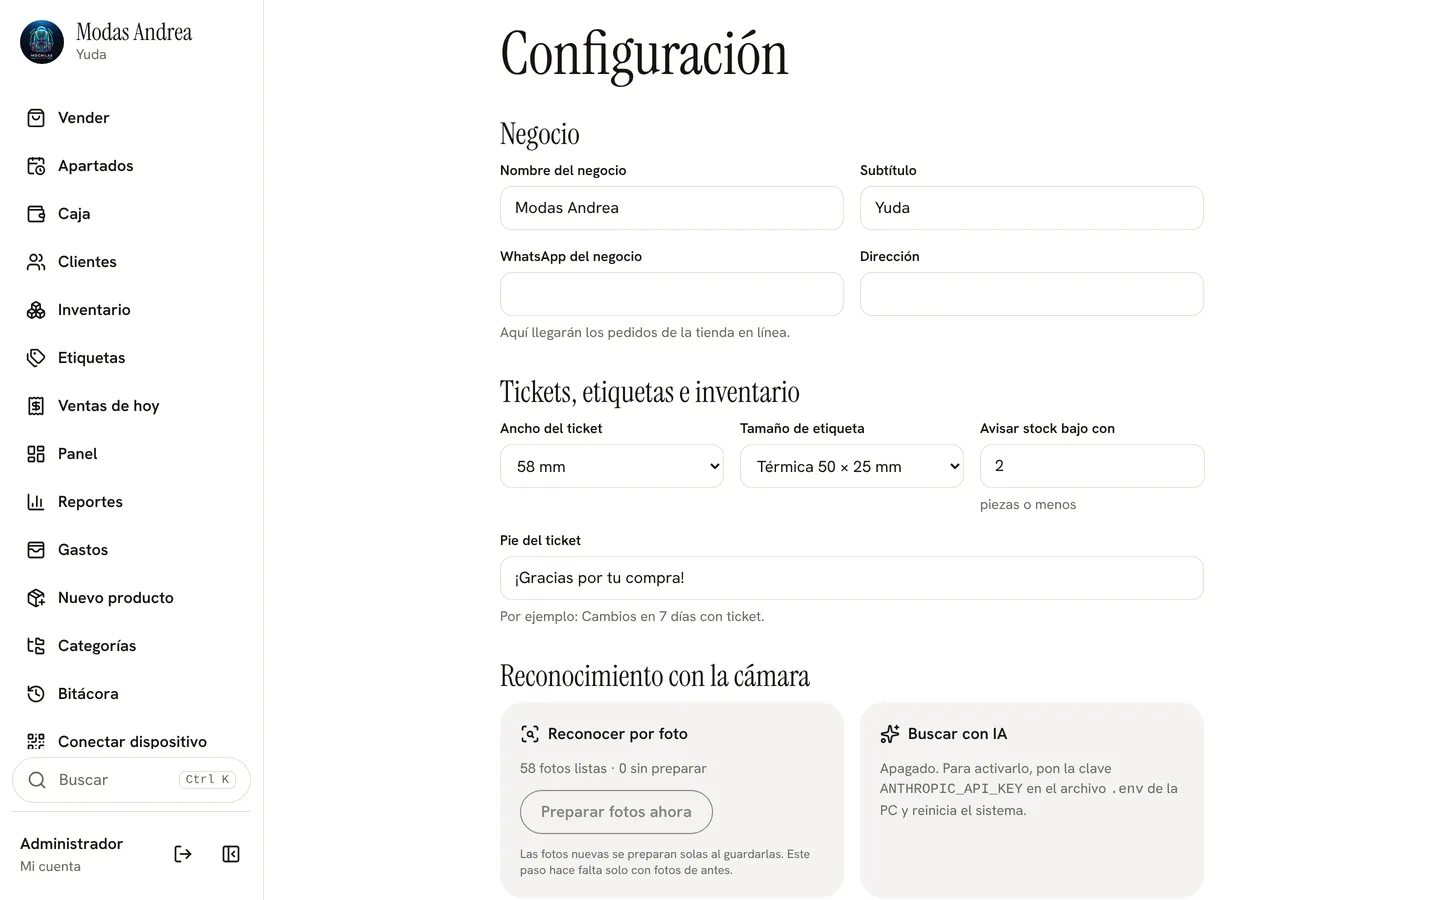 Modas Andrea
Yuda
Vender
Apartados
Caja
Clientes
Inventario
Etiquetas
Ventas de hoy
Panel
Reportes
Gastos
Nuevo producto
Categorías
Bitácora
Conectar dispositivo
Buscar Ctrl K
Administrador
Mi cuenta
Configuración
Negocio
Nombre del negocio
Modas Andrea
Subtítulo
Yuda
WhatsApp del negocio
Aquí llegarán los pedidos de la tienda en línea.
Dirección
Tickets, etiquetas e inventario
Ancho del ticket
58 mm
Tamaño de etiqueta
Térmica 50 × 25 mm
Avisar stock bajo con
2
piezas o menos
Pie del ticket
¡Gracias por tu compra!
Por ejemplo: Cambios en 7 días con ticket.
Reconocimiento con la cámara
Reconocer por foto
58 fotos listas · 0 sin preparar
Preparar fotos ahora
Las fotos nuevas se preparan solas al guardarlas. Este
paso hace falta solo con fotos de antes.
Buscar con IA
Apagado. Para activarlo, pon la clave
ANTHROPIC_API_KEY en el archivo .env de la
PC y reinicia el sistema.